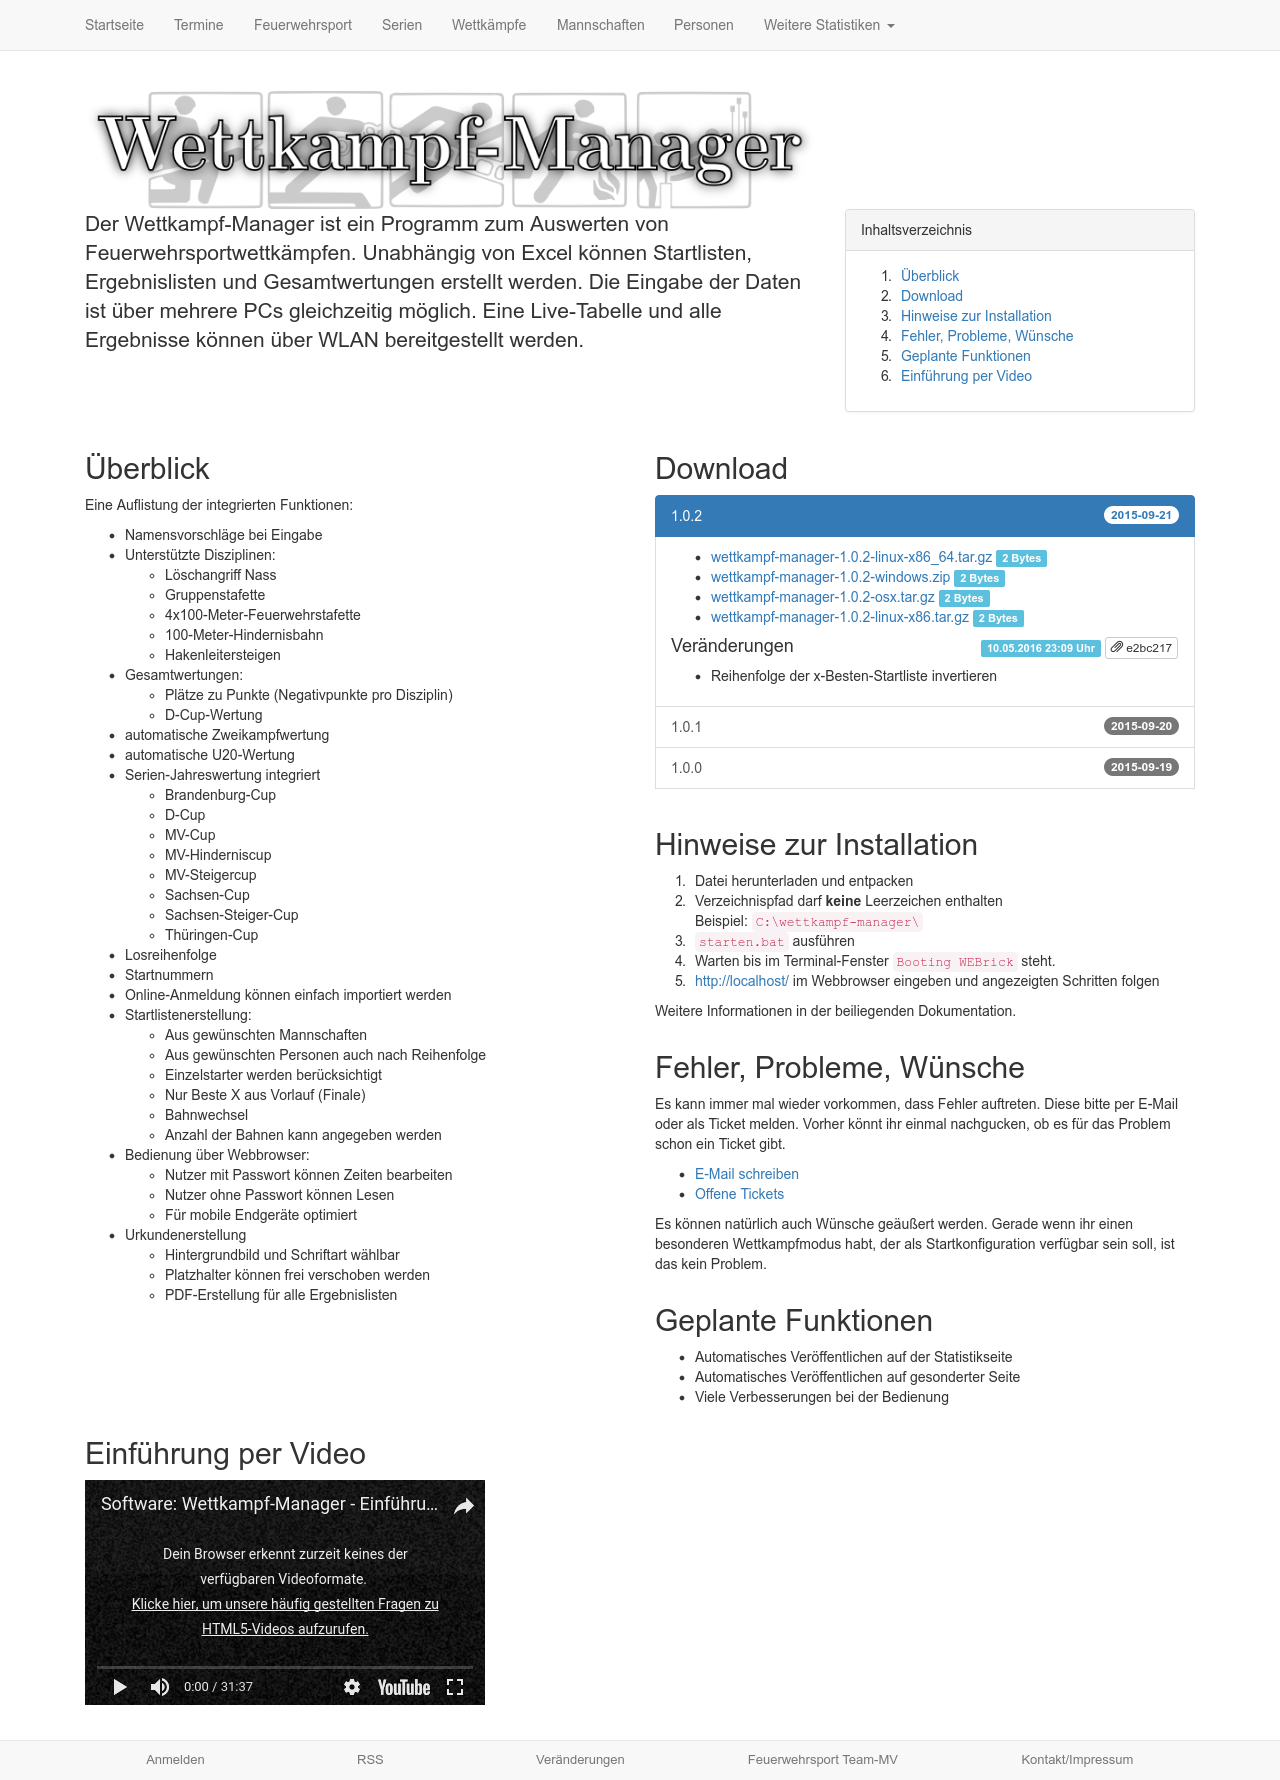 Startseite Termine Feuerwehrsport Serien Wettkämpfe Mannschaften Personen Weitere Statistiken
Wettkampf-Manager
Der Wettkampf-Manager ist ein Programm zum Auswerten von
Feuerwehrsportwettkämpfen. Unabhängig von Excel können Startlisten,
Ergebnislisten und Gesamtwertungen erstellt werden. Die Eingabe der Daten
ist über mehrere PCs gleichzeitig möglich. Eine Live-Tabelle und alle
Ergebnisse können über WLAN bereitgestellt werden.
Inhaltsverzeichnis
1. Überblick
2. Download
3. Hinweise zur Installation
4. Fehler, Probleme, Wünsche
5. Geplante Funktionen
6. Einführung per Video
Überblick
Eine Auflistung der integrierten Funktionen:
Namensvorschläge bei Eingabe
Unterstützte Disziplinen:
Löschangriff Nass
Gruppenstafette
4x100-Meter-Feuerwehrstafette
100-Meter-Hindernisbahn
Hakenleitersteigen
Gesamtwertungen:
Plätze zu Punkte (Negativpunkte pro Disziplin)
D-Cup-Wertung
automatische Zweikampfwertung
automatische U20-Wertung
Serien-Jahreswertung integriert
Brandenburg-Cup
D-Cup
MV-Cup
MV-Hinderniscup
MV-Steigercup
Sachsen-Cup
Sachsen-Steiger-Cup
Thüringen-Cup
Losreihenfolge
Startnummern
Online-Anmeldung können einfach importiert werden
Startlistenerstellung:
Aus gewünschten Mannschaften
Aus gewünschten Personen auch nach Reihenfolge
Einzelstarter werden berücksichtigt
Nur Beste X aus Vorlauf (Finale)
Bahnwechsel
Anzahl der Bahnen kann angegeben werden
Bedienung über Webbrowser:
Nutzer mit Passwort können Zeiten bearbeiten
Nutzer ohne Passwort können Lesen
Für mobile Endgeräte optimiert
Urkundenerstellung
Hintergrundbild und Schriftart wählbar
Platzhalter können frei verschoben werden
PDF-Erstellung für alle Ergebnislisten
Download
1.0.2 2015-09-21
wettkampf-manager-1.0.2-linux-x86_64.tar.gz 2 Bytes
wettkampf-manager-1.0.2-windows.zip 2 Bytes
wettkampf-manager-1.0.2-osx.tar.gz 2 Bytes
wettkampf-manager-1.0.2-linux-x86.tar.gz 2 Bytes
Veränderungen 10.05.2016 23:09 Uhr e2bc217
Reihenfolge der x-Besten-Startliste invertieren
1.0.1 2015-09-20
1.0.0 2015-09-19
Hinweise zur Installation
1. Datei herunterladen und entpacken
2. Verzeichnispfad darf keine Leerzeichen enthalten
Beispiel: C:\wettkampf-manager\
3. starten.bat ausführen
4. Warten bis im Terminal-Fenster Booting WEBrick steht.
5. http://localhost/ im Webbrowser eingeben und angezeigten Schritten folgen
Weitere Informationen in der beiliegenden Dokumentation.
Fehler, Probleme, Wünsche
Es kann immer mal wieder vorkommen, dass Fehler auftreten. Diese bitte per E-Mail
oder als Ticket melden. Vorher könnt ihr einmal nachgucken, ob es für das Problem
schon ein Ticket gibt.
E-Mail schreiben
Offene Tickets
Es können natürlich auch Wünsche geäußert werden. Gerade wenn ihr einen
besonderen Wettkampfmodus habt, der als Startkonfiguration verfügbar sein soll, ist
das kein Problem.
Geplante Funktionen
Automatisches Veröffentlichen auf der Statistikseite
Automatisches Veröffentlichen auf gesonderter Seite
Viele Verbesserungen bei der Bedienung
Einführung per Video
Software: Wettkampf-Manager - Einführu...
Dein Browser erkennt zurzeit keines der
verfügbaren Videoformate.
Klicke hier, um unsere häufig gestellten Fragen zu
HTML5-Videos aufzurufen.
0:00 / 31:37 YouTube
Anmelden RSS Veränderungen Feuerwehrsport Team-MV Kontakt/Impressum